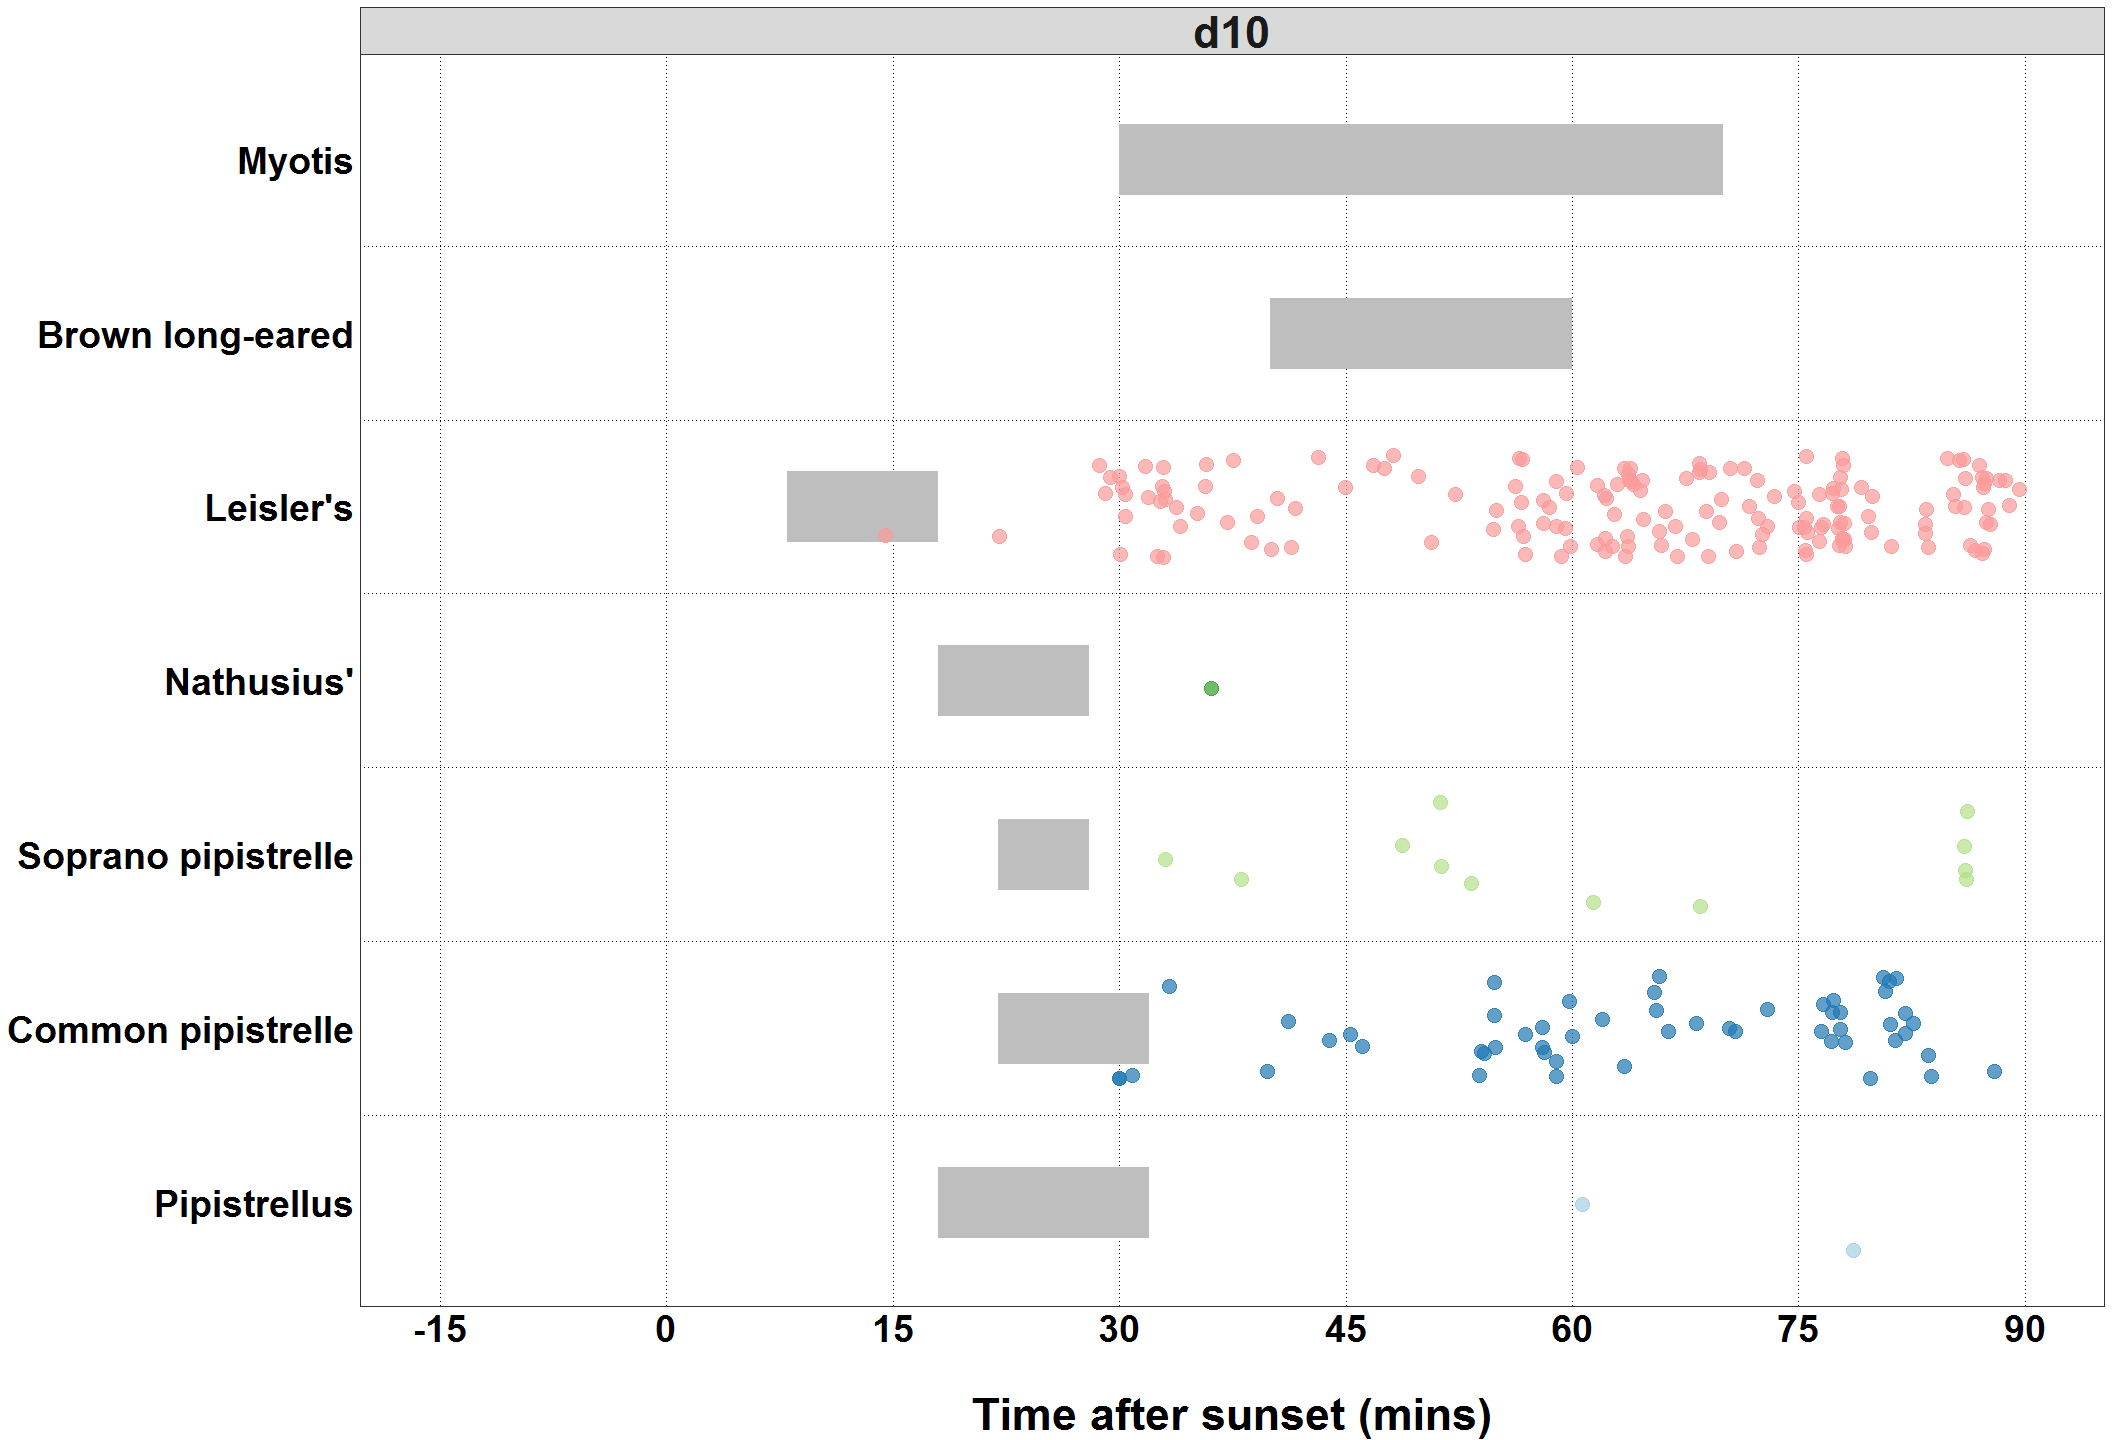 d10
Myotis
Brown long-eared
Leisler's
Nathusius'
Soprano pipistrelle
Common pipistrelle
Pipistrellus
-15 0 15 30 45 60 75 90
Time after sunset (mins)